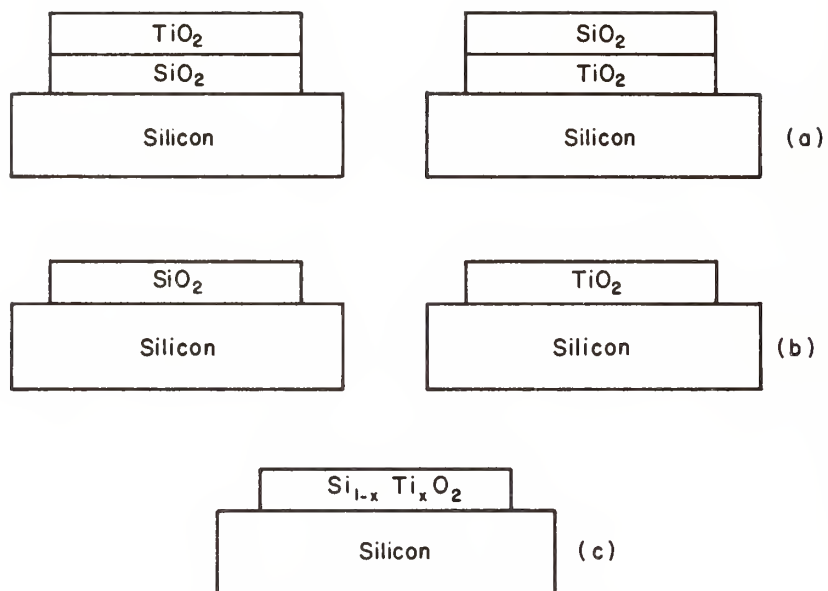 TiO₂ SiO₂
SiO₂ TiO₂
Silicon Silicon (a)
SiO₂ TiO₂
Silicon Silicon (b)
Si₁₋ₓ TiₓO₂
Silicon (c)